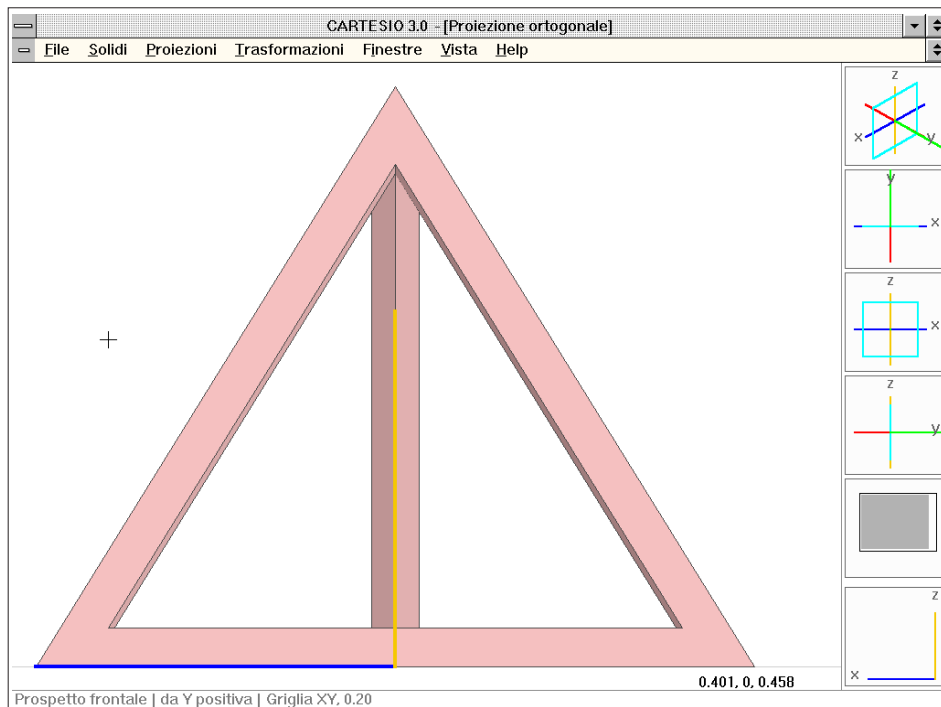 CARTESIO 3.0 - [Proiezione ortogonale]
File Solidi Proiezioni Trasformazioni Finestre Vista Help
z
x y
y
x
z
x
z
y
z
x
0.401, 0, 0.458
Prospetto frontale | da Y positiva | Griglia XY, 0.20